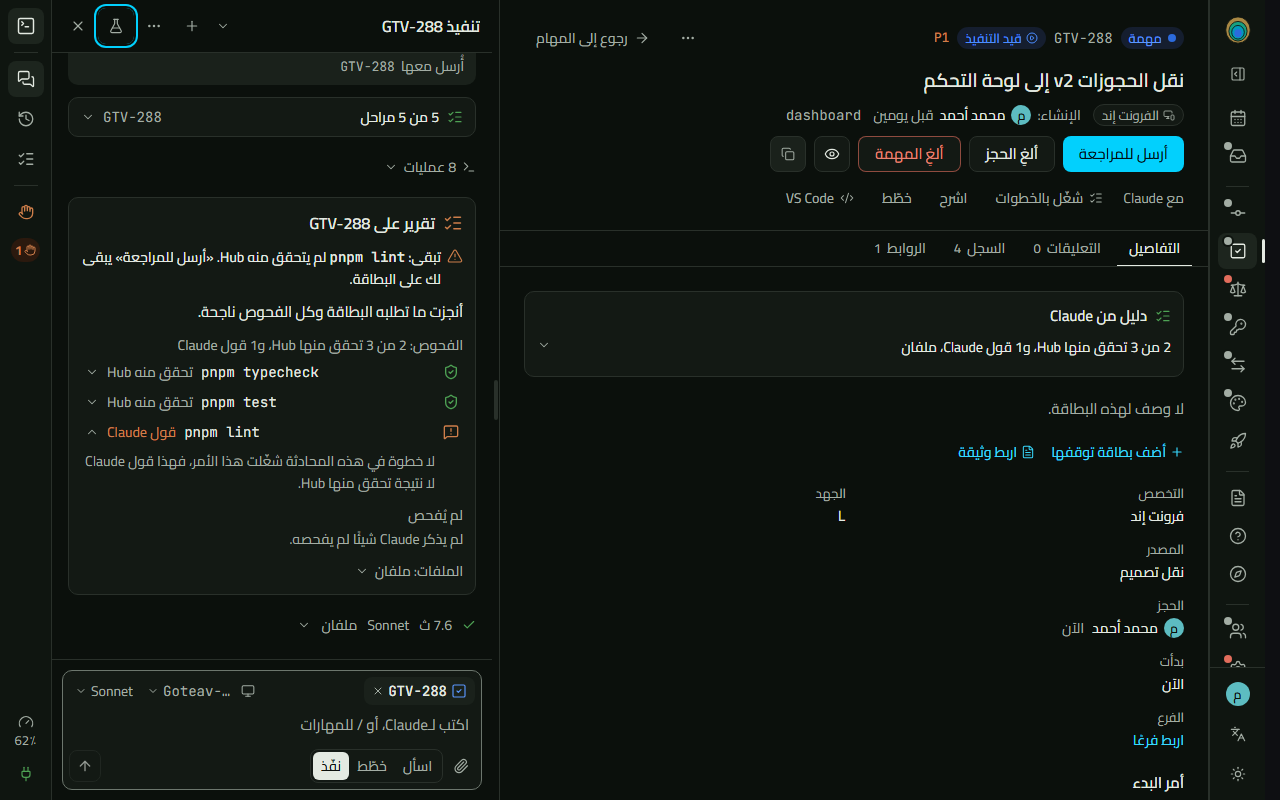 مهمة
GTV-288
قيد التنفيذ
P1
رجوع إلى المهام
نقل الحجوزات v2 إلى لوحة التحكم
الفرونت إند
الإنشاء: م محمد أحمد قبل يومين
dashboard
أرسل للمراجعة
ألغِ الحجز
ألغِ المهمة
مع Claude
شغّل بالخطوات
اشرح
خطّط
VS Code
التفاصيل
التعليقات 0
السجل 4
الروابط 1
دليل من Claude
2 من 3 تحقق منها Hub، و1 قول Claude، ملفان
لا وصف لهذه البطاقة.
أضف بطاقة توقفها
اربط وثيقة
التخصص
فرونت إند
الجهد
L
المصدر
نقل تصميم
الحجز
م محمد أحمد الآن
بدأت
الآن
الفرع
اربط فرعًا
أمر البدء
م
تنفيذ GTV-288
أرسل معها GTV-288
5 من 5 مراحل
GTV-288
8 عمليات
تقرير على GTV-288
تبقى: pnpm lint لم يتحقق منه Hub. «أرسل للمراجعة» يبقى
لك على البطاقة.
أنجزت ما تطلبه البطاقة وكل الفحوص ناجحة.
الفحوص: 2 من 3 تحقق منها Hub، و1 قول Claude
pnpm typecheck تحقق منه Hub
pnpm test تحقق منه Hub
pnpm lint قول Claude
لا خطوة في هذه المحادثة شغّلت هذا الأمر، فهذا قول Claude
لا نتيجة تحقق منها Hub.
لم يُفحص
لم يذكر Claude شيئًا لم يفحصه.
الملفات: ملفان
7.6 ث
Sonnet
ملفان
GTV-288
Goteav-…
Sonnet
اكتب لـClaude، أو / للمهارات
اسأل
خطّط
نفّذ
1
62٪